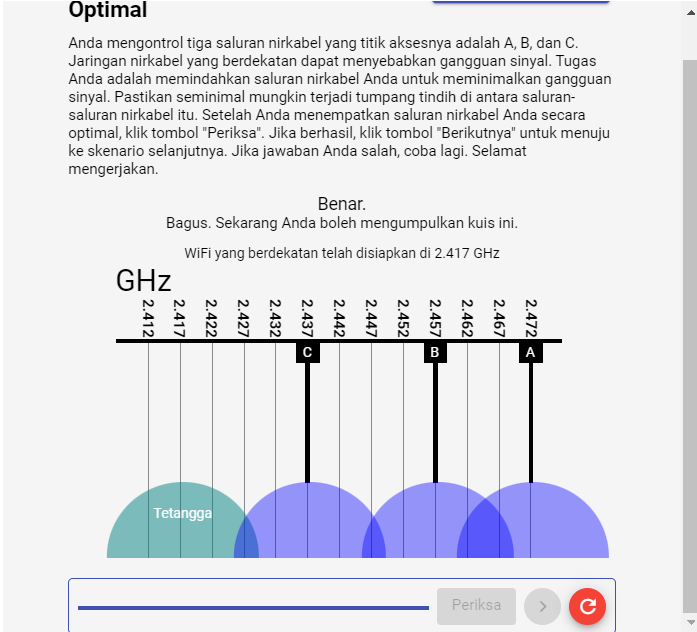 Optimal
Anda mengontrol tiga saluran nirkabel yang titik aksesnya adalah A, B, dan C.
Jaringan nirkabel yang berdekatan dapat menyebabkan gangguan sinyal. Tugas
Anda adalah memindahkan saluran nirkabel Anda untuk meminimalkan gangguan
sinyal. Pastikan seminimal mungkin terjadi tumpang tindih di antara saluran-
saluran nirkabel itu. Setelah Anda menempatkan saluran nirkabel Anda secara
optimal, klik tombol "Periksa". Jika berhasil, klik tombol "Berikutnya" untuk menuju
ke skenario selanjutnya. Jika jawaban Anda salah, coba lagi. Selamat
mengerjakan.
Benar.
Bagus. Sekarang Anda boleh mengumpulkan kuis ini.
WiFi yang berdekatan telah disiapkan di 2.417 GHz
GHz
2.412
2.417
2.422
2.427
2.432
2.437
2.442
2.447
2.452
2.457
2.462
2.467
2.472
C
B
A
Tetangga
Periksa